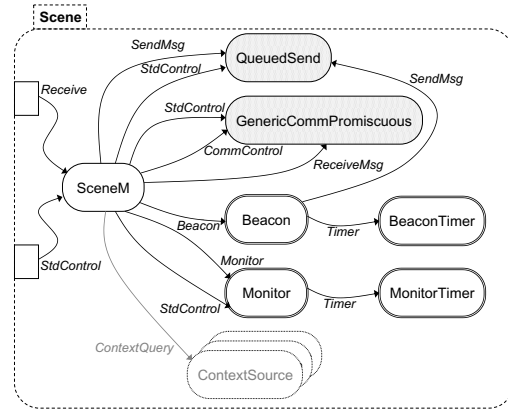 Scene
SendMsg
QueuedSend
StdControl
SendMsg
Receive
StdControl
GenericCommPromiscuous
CommControl
ReceiveMsg
SceneM
Beacon
Beacon
Timer
BeaconTimer
StdControl
Monitor
Monitor
StdControl
Timer
MonitorTimer
ContextQuery
ContextSource